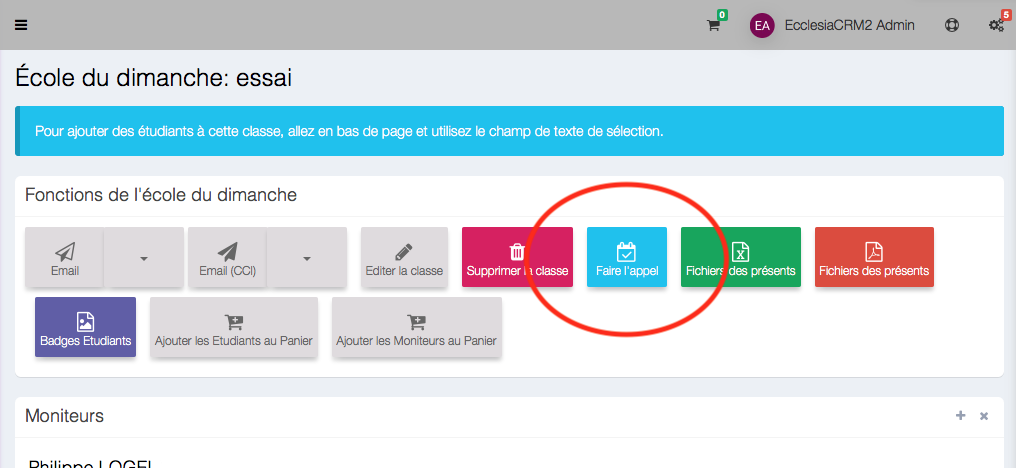 0
EA EcclesiaCRM2 Admin
5
École du dimanche: essai
Pour ajouter des étudiants à cette classe, allez en bas de page et utilisez le champ de texte de sélection.
Fonctions de l'école du dimanche
Email
Email (CCI)
Editer la classe
Supprimer la classe
Faire l'appel
Fichiers des présents
Fichiers des présents
Badges Etudiants
Ajouter les Etudiants au Panier
Ajouter les Moniteurs au Panier
Moniteurs
Philippe LOGEL